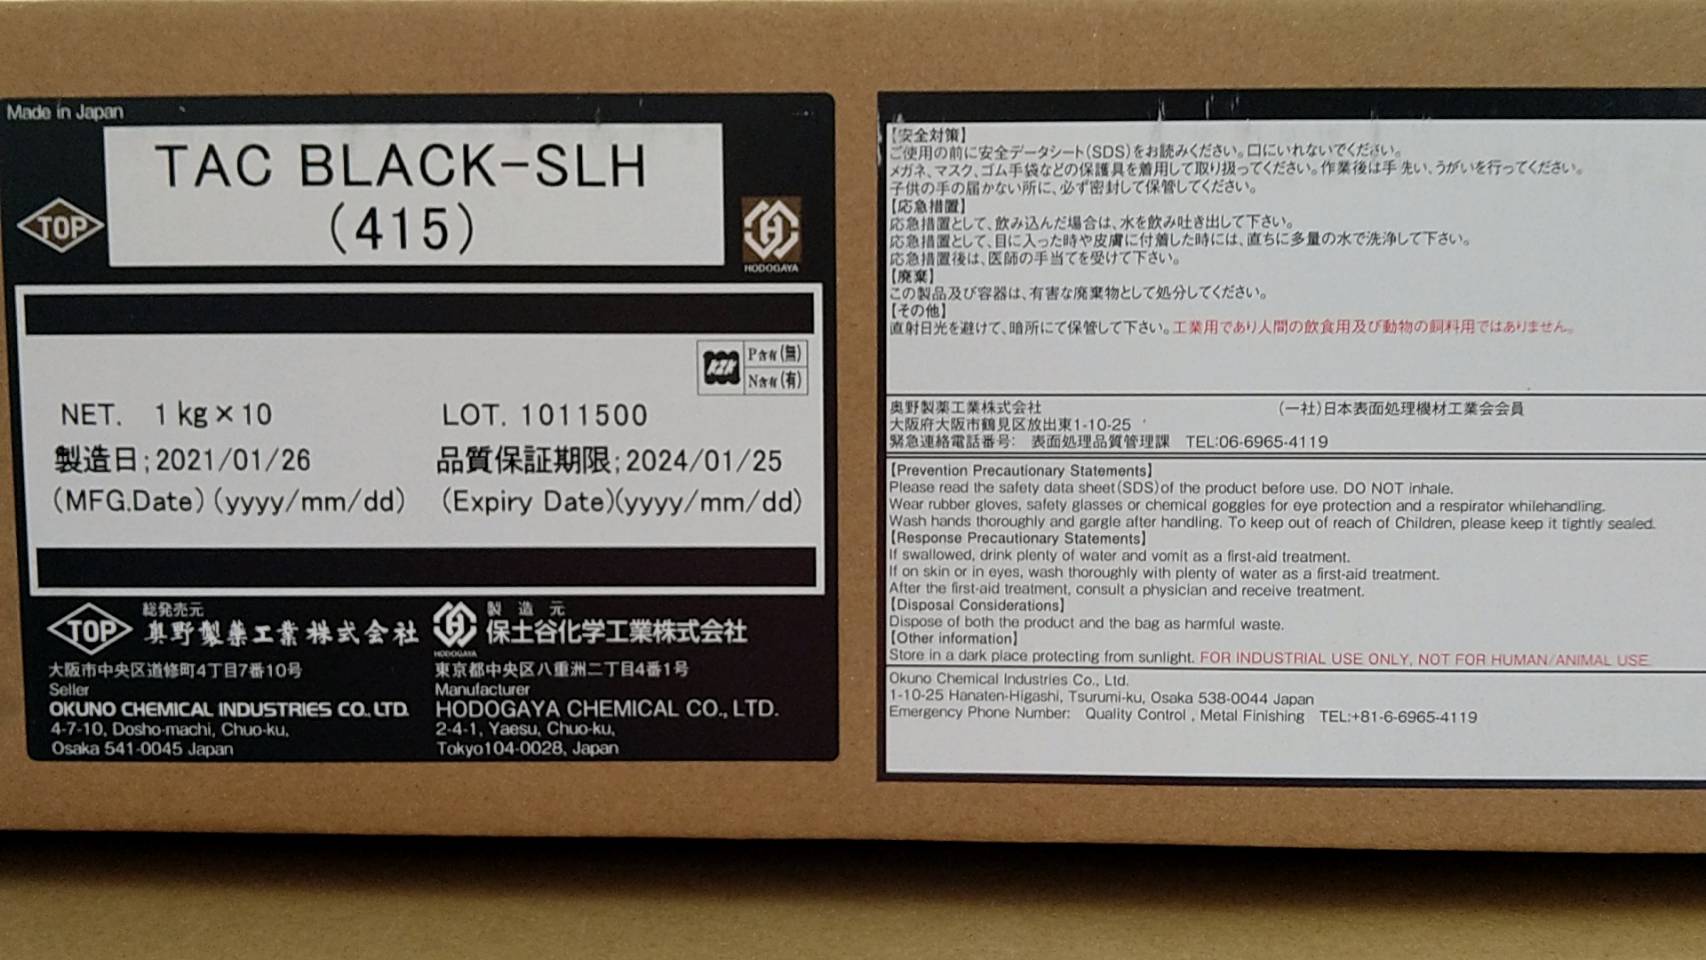 Made in Japan
TAC BLACK-SLH
(415)
TOP
HODOGAYA
P含有(無)
N含有(有)
NET. 1 kg×10
LOT. 1011500
製造日;2021/01/26
品質保証期限;2024/01/25
(MFG.Date) (yyyy/mm/dd)
(Expiry Date)(yyyy/mm/dd)
TOP
総発売元
奥野製薬工業株式会社
大阪市中央区道修町4丁目7番10号
Seller
OKUNO CHEMICAL INDUSTRIES CO., LTD.
4-7-10, Dosho-machi, Chuo-ku,
Osaka 541-0045 Japan
HODOGAYA
製造元
保土谷化学工業株式会社
東京都中央区八重洲二丁目4番1号
Manufacturer
HODOGAYA CHEMICAL CO., LTD.
2-4-1, Yaesu, Chuo-ku,
Tokyo104-0028, Japan
【安全対策】
ご使用の前に安全データシート(SDS)をお読みください。口にいれないでください。
メガネ、マスク、ゴム手袋などの保護具を着用して取り扱ってください。作業後は手洗い、うがいを行ってください。
子供の手の届かない所に、必ず密封して保管してください。
【応急措置】
応急措置として、飲み込んだ場合は、水を飲み吐き出して下さい。
応急措置として、目に入った時や皮膚に付着した時には、直ちに多量の水で洗浄して下さい。
応急措置後は、医師の手当てを受けて下さい。
【廃棄】
この製品及び容器は、有害な廃棄物として処分してください。
【その他】
直射日光を避けて、暗所にて保管して下さい。工業用であり人間の飲食用及び動物の飼料用ではありません。
奥野製薬工業株式会社 (一社)日本表面処理機材工業会会員
大阪府大阪市鶴見区放出東1-10-25
緊急連絡電話番号: 表面処理品質管理課 TEL:06-6965-4119
【Prevention Precautionary Statements】
Please read the safety data sheet(SDS)of the product before use. DO NOT inhale.
Wear rubber gloves, safety glasses or chemical goggles for eye protection and a respirator whilehandling.
Wash hands thoroughly and gargle after handling. To keep out of reach of Children, please keep it tightly sealed.
【Response Precautionary Statements】
If swallowed, drink plenty of water and vomit as a first-aid treatment.
If on skin or in eyes, wash thoroughly with plenty of water as a first-aid treatment.
After the first-aid treatment, consult a physician and receive treatment.
【Disposal Considerations】
Dispose of both the product and the bag as harmful waste.
【Other information】
Store in a dark place protecting from sunlight. FOR INDUSTRIAL USE ONLY, NOT FOR HUMAN/ANIMAL USE.
Okuno Chemical Industries Co., Ltd.
1-10-25 Hanaten-Higashi, Tsurumi-ku, Osaka 538-0044 Japan
Emergency Phone Number: Quality Control , Metal Finishing TEL:+81-6-6965-4119